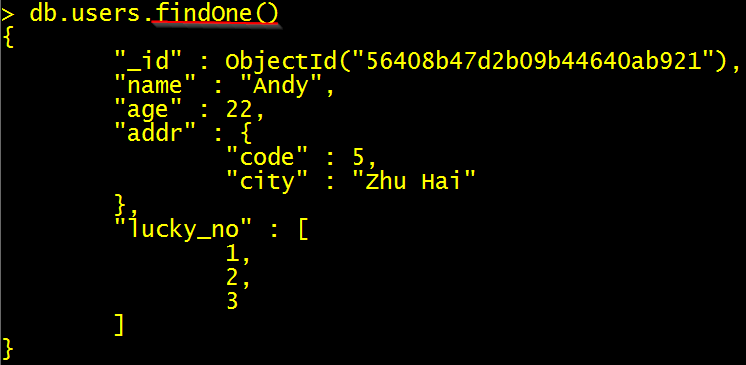 > db.users.findOne()
{
"_id" : ObjectId("56408b47d2b09b44640ab921"),
"name" : "Andy",
"age" : 22,
"addr" : {
"code" : 5,
"city" : "Zhu Hai"
},
"lucky_no" : [
1,
2,
3
]
}